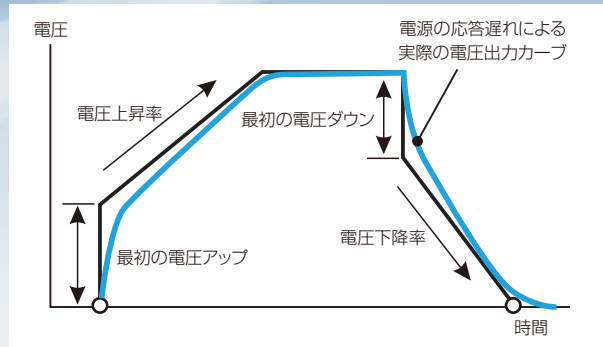 電圧
電源の応答遅れによる
実際の電圧出力カーブ
電圧上昇率
最初の電圧ダウン
電圧下降率
最初の電圧アップ
時間